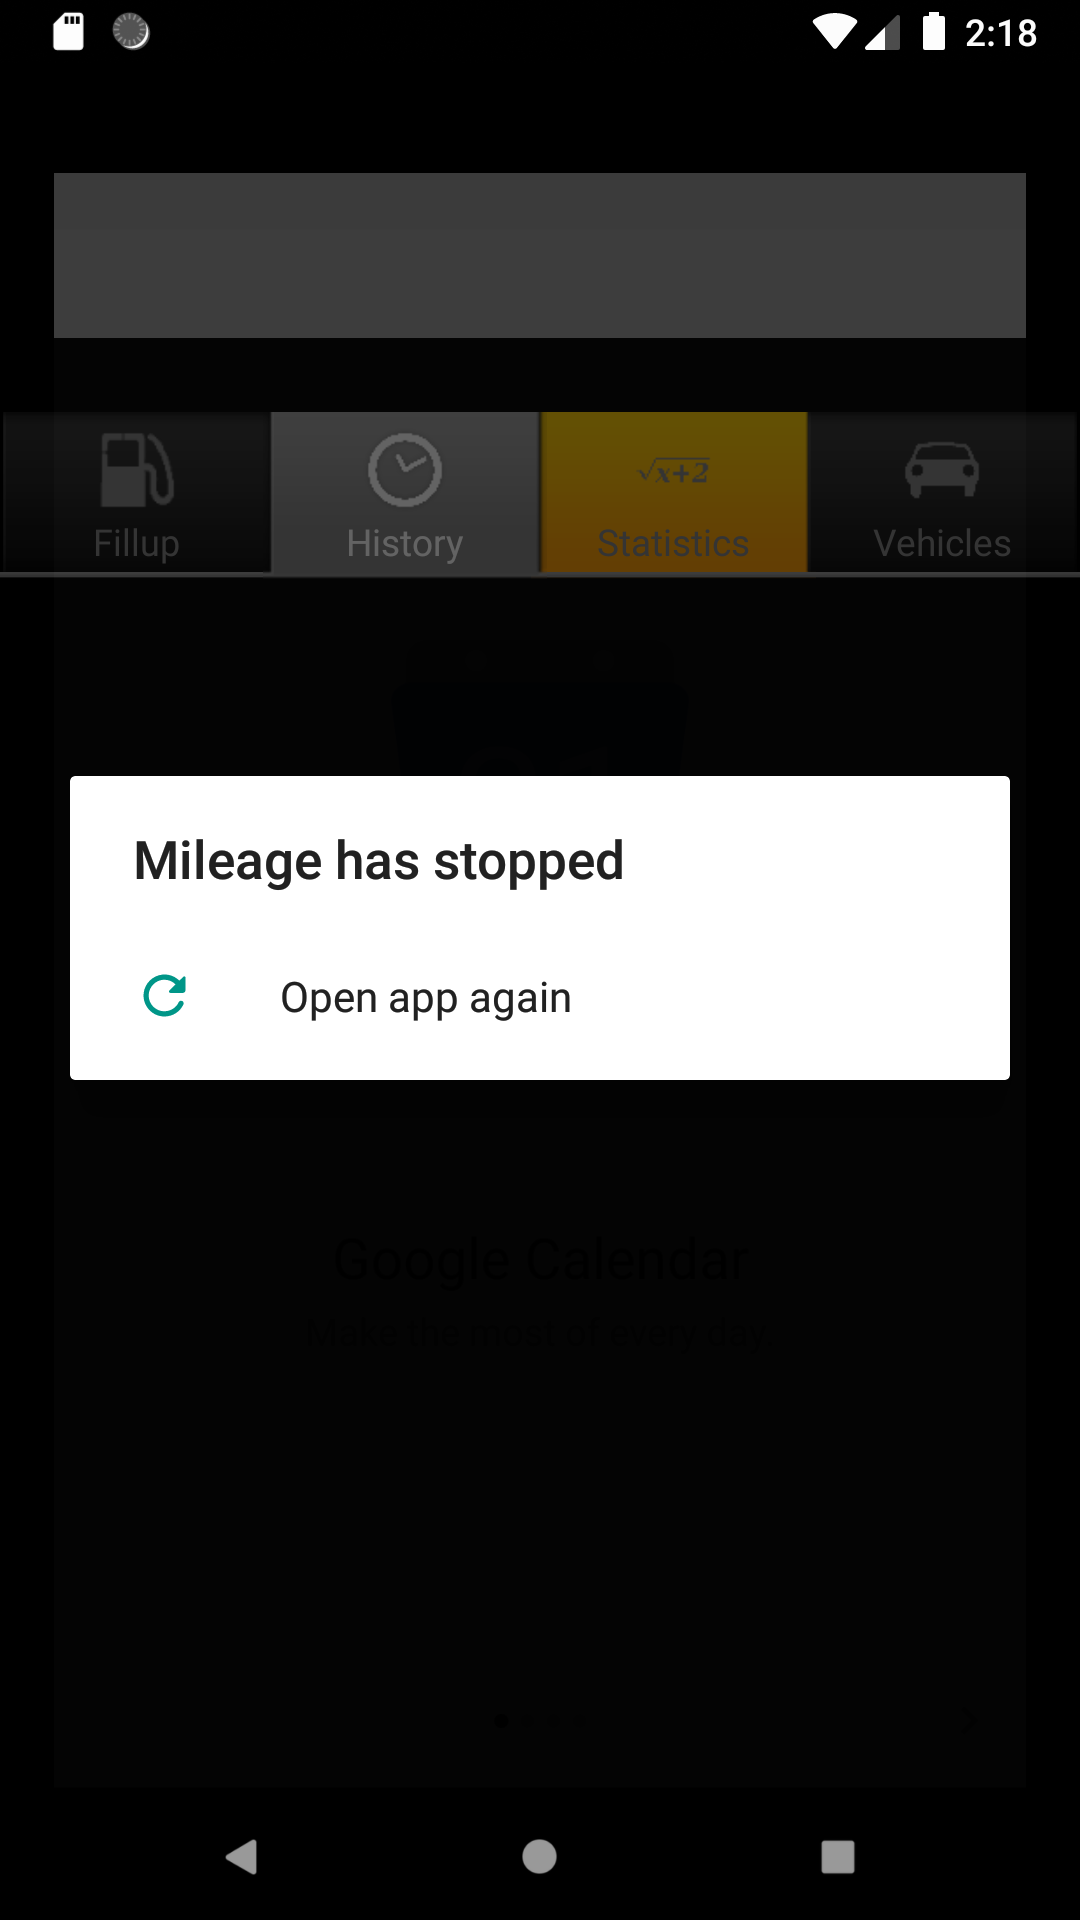 2:18
Fillup
History
√x+2
Statistics
Vehicles
Mileage has stopped
Open app again
Google Calendar
Make the most of every day